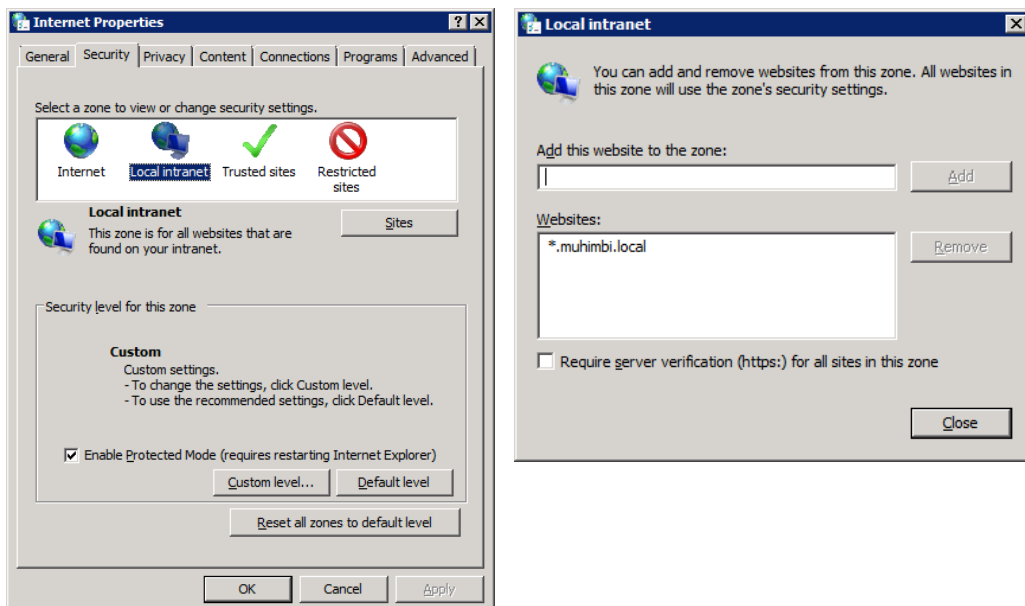 Internet Properties
General Security Privacy Content Connections Programs Advanced
Select a zone to view or change security settings.
Internet Local intranet Trusted sites Restricted sites
Local intranet
This zone is for all websites that are
found on your intranet.
Sites
Security level for this zone
Custom
Custom settings.
- To change the settings, click Custom level.
- To use the recommended settings, click Default level.
Enable Protected Mode (requires restarting Internet Explorer)
Custom level... Default level
Reset all zones to default level
OK Cancel Apply
Local intranet
You can add and remove websites from this zone. All websites in
this zone will use the zone's security settings.
Add this website to the zone:
Add
Websites:
*.muhimbi.local
Remove
Require server verification (https:) for all sites in this zone
Close